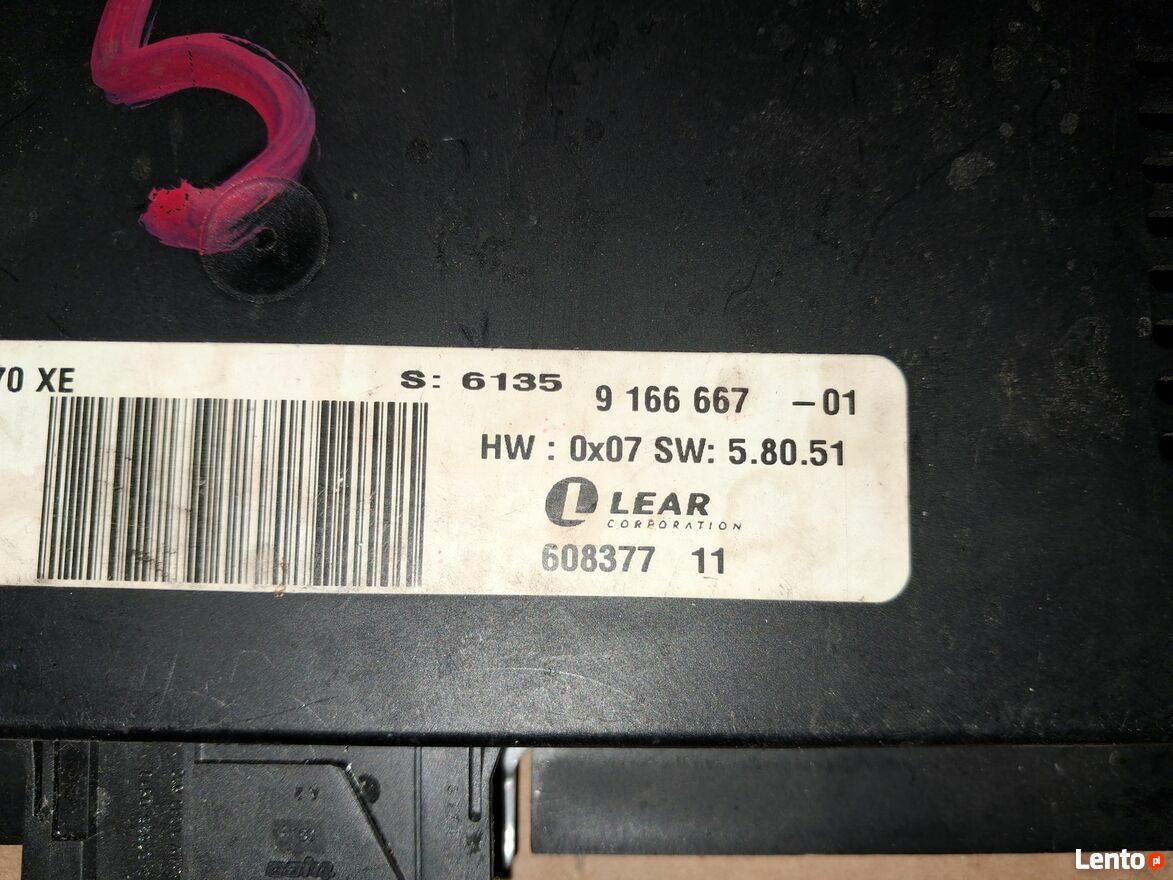 5
70 XE
S: 6135
9 166 667 –01
HW : 0x07 SW: 5.80.51
L LEAR
CORPORATION
608377 11
Lento.pl